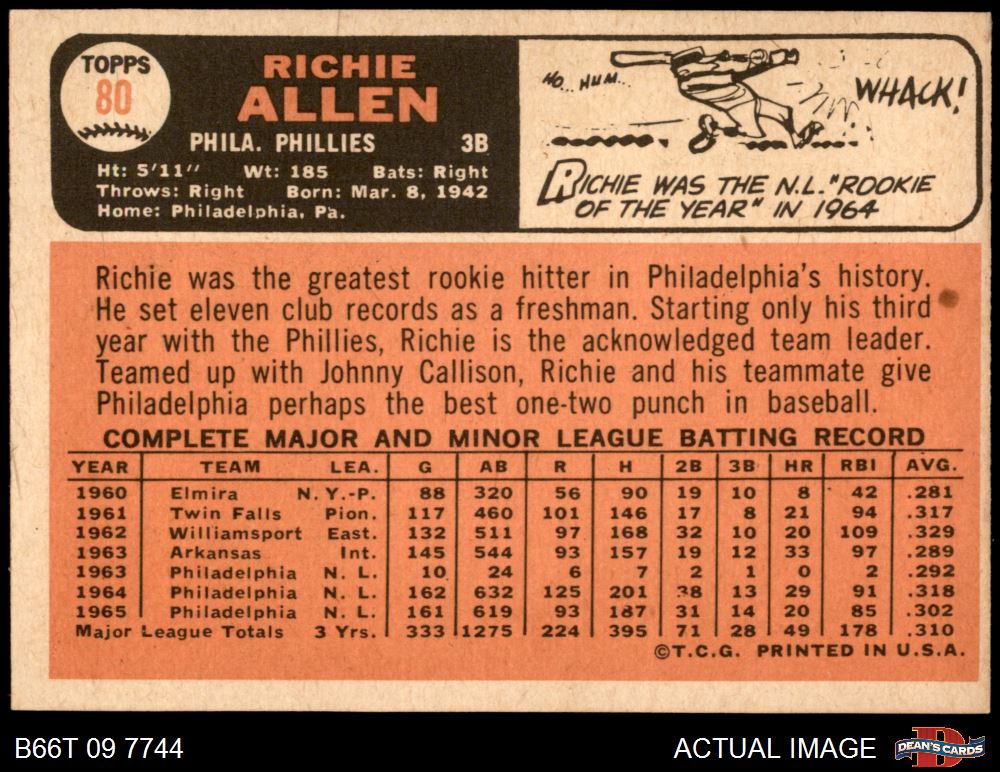 TOPPS
80
RICHIE
ALLEN
PHILA. PHILLIES 3B
Ht: 5'11" Wt: 185 Bats: Right
Throws: Right Born: Mar. 8, 1942
Home: Philadelphia, Pa.
HO... HUM...
WHACK!
RICHIE WAS THE N.L. "ROOKIE
OF THE YEAR" IN 1964
Richie was the greatest rookie hitter in Philadelphia's history.
He set eleven club records as a freshman. Starting only his third
year with the Phillies, Richie is the acknowledged team leader.
Teamed up with Johnny Callison, Richie and his teammate give
Philadelphia perhaps the best one-two punch in baseball.
COMPLETE MAJOR AND MINOR LEAGUE BATTING RECORD
YEAR TEAM LEA. G AB R H 2B 3B HR RBI AVG.
1960 Elmira N. Y.-P. 88 320 56 90 19 10 8 42 .281
1961 Twin Falls Pion. 117 460 101 146 17 8 21 94 .317
1962 Williamsport East. 132 511 97 168 32 10 20 109 .329
1963 Arkansas Int. 145 544 93 157 19 12 33 97 .289
1963 Philadelphia N. L. 10 24 6 7 2 1 0 2 .292
1964 Philadelphia N. L. 162 632 125 201 38 13 29 91 .318
1965 Philadelphia N. L. 161 619 93 187 31 14 20 85 .302
Major League Totals 3 Yrs. 333 1275 224 395 71 28 49 178 .310
©T.C.G. PRINTED IN U.S.A.
B66T 09 7744
ACTUAL IMAGE
DEAN'S CARDS